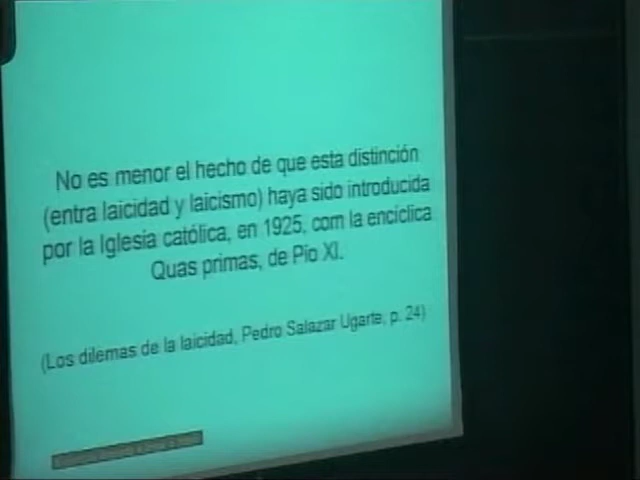 No es menor el hecho de que esta distinción
(entra laicidad y laicismo) haya sido introducida
por la Iglesia católica, en 1925, com la encíclica
Quas primas, de Pio XI.
(Los dilemas de la laicidad, Pedro Salazar Ugarte, p. 24)